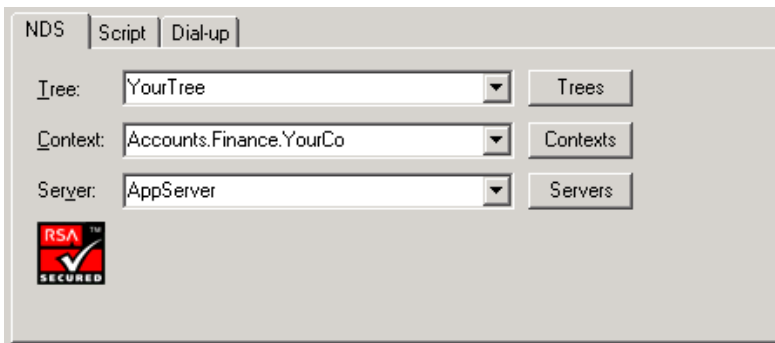 NDS Script Dial-up
Tree: YourTree Trees
Context: Accounts.Finance.YourCo Contexts
Server: AppServer Servers
RSA ™
SECURED